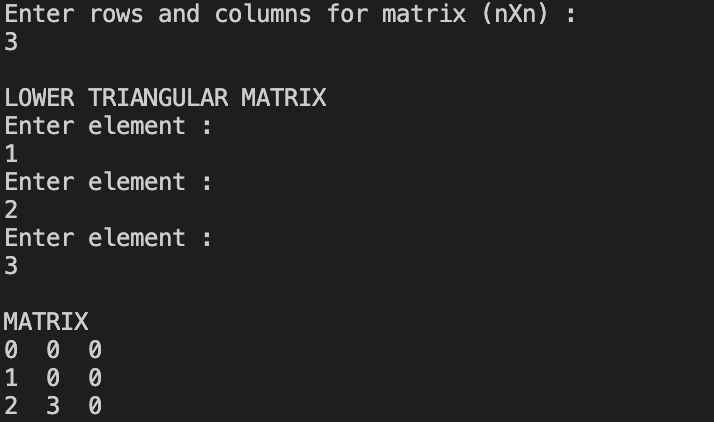 Enter rows and columns for matrix (nXn) :
3
LOWER TRIANGULAR MATRIX
Enter element :
1
Enter element :
2
Enter element :
3
MATRIX
0  0  0
1  0  0
2  3  0